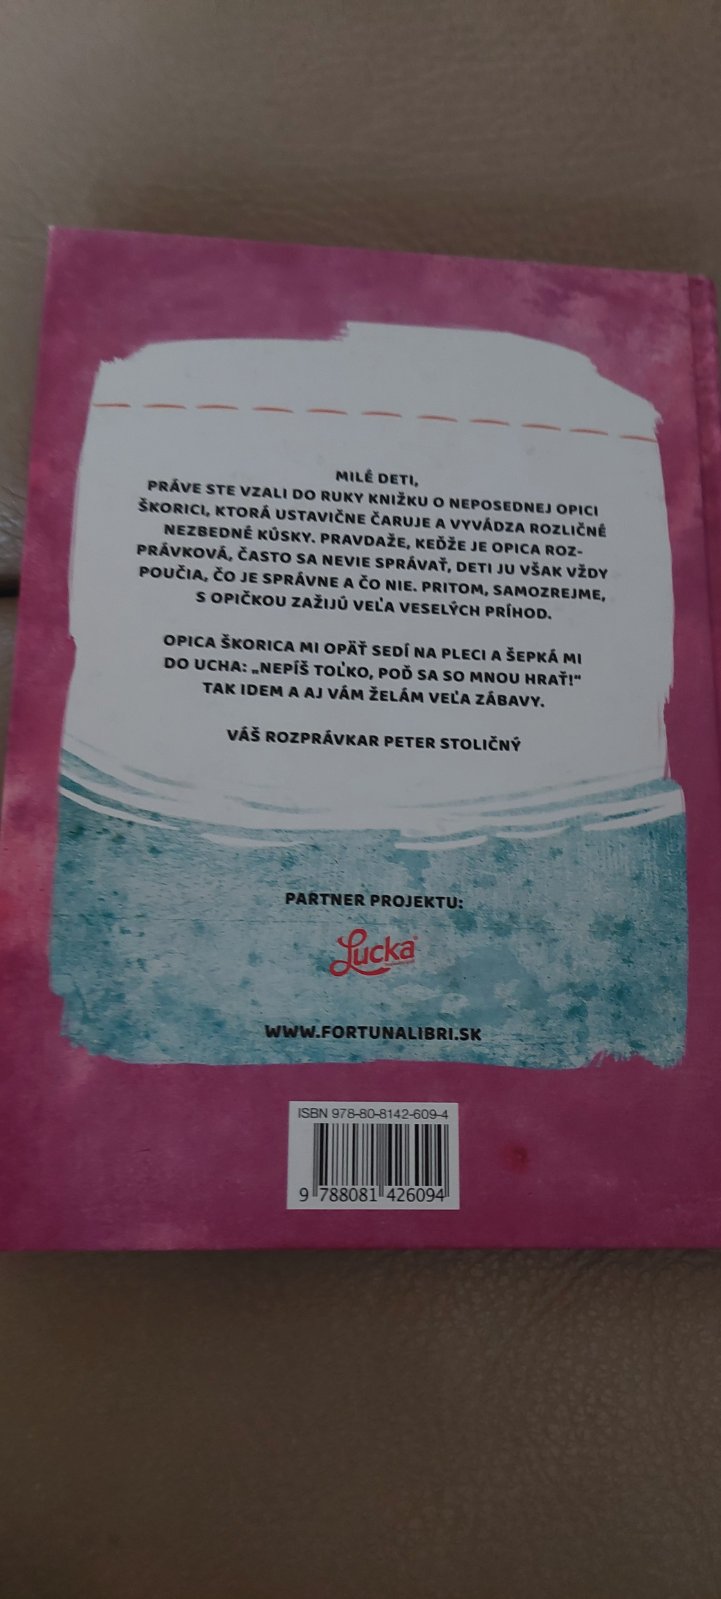 MILÉ DETI,
PRÁVE STE VZALI DO RUKY KNIŽKU O NEPOSEDNEJ OPICI
ŠKORICI, KTORÁ USTAVIČNE ČARUJE A VYVÁDZA ROZLIČNÉ
NEZBEDNÉ KÚSKY. PRAVDAŽE, KEĎŽE JE OPICA ROZ-
PRÁVKOVÁ, ČASTO SA NEVIE SPRÁVAŤ, DETI JU VŠAK VŽDY
POUČIA, ČO JE SPRÁVNE A ČO NIE. PRITOM, SAMOZREJME,
S OPIČKOU ZAŽIJÚ VEĽA VESELÝCH PRÍHOD.
OPICA ŠKORICA MI OPÄŤ SEDÍ NA PLECI A ŠEPKÁ MI
DO UCHA: „NEPÍŠ TOĽKO, POĎ SA SO MNOU HRAŤ!“
TAK IDEM A AJ VÁM ŽELÁM VEĽA ZÁBAVY.
VÁŠ ROZPRÁVKAR PETER STOLIČNÝ
PARTNER PROJEKTU:
Lucka
WWW.FORTUNALIBRI.SK
ISBN 978-80-8142-609-4
9 788081 426094